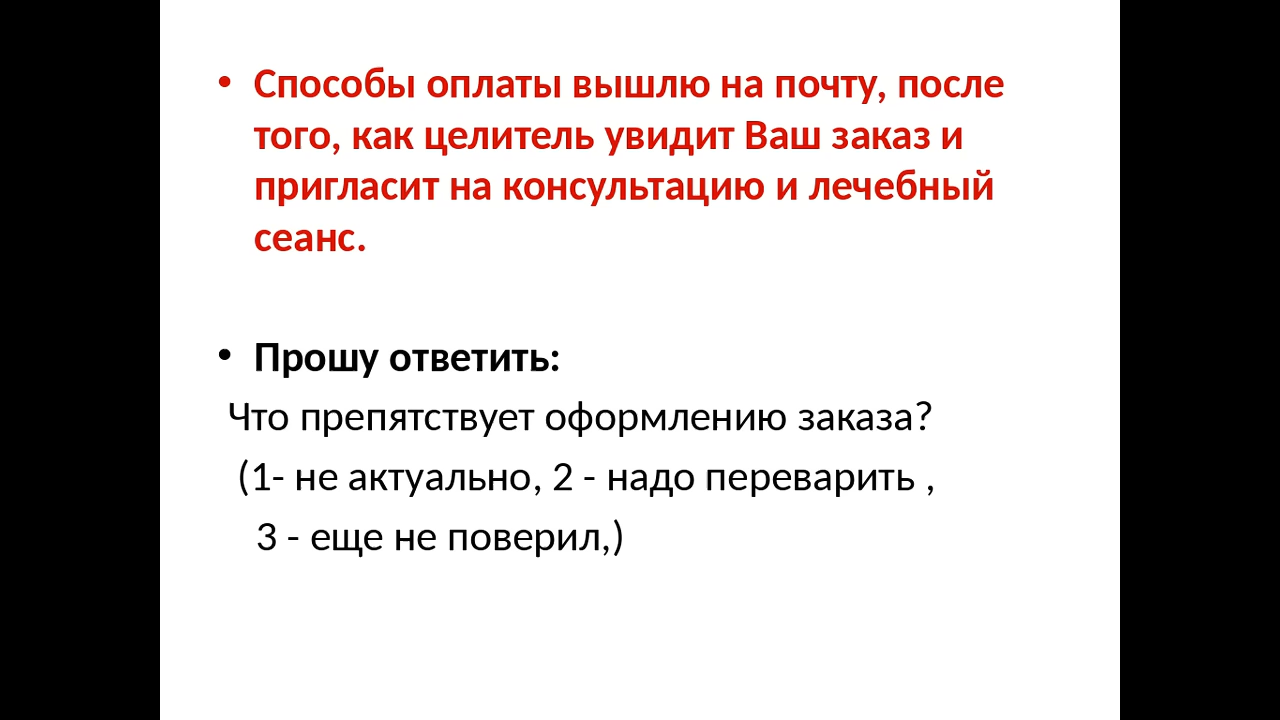 • Способы оплаты вышлю на почту, после
того, как целитель увидит Ваш заказ и
пригласит на консультацию и лечебный
сеанс.
• Прошу ответить:
Что препятствует оформлению заказа?
(1- не актуально, 2 - надо переварить ,
3 - еще не поверил,)